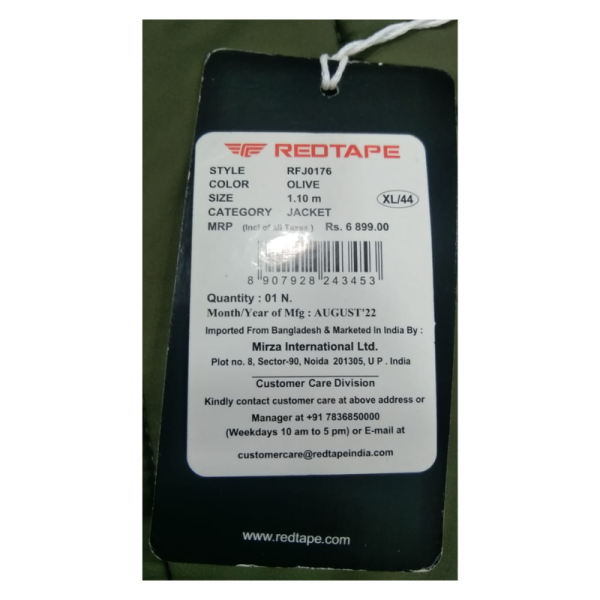 REDTAPE
STYLE RFJ0176
COLOR OLIVE
SIZE 1.10 m XL/44
CATEGORY JACKET
MRP (Incl of all Taxes) Rs. 6 899.00
8 907928 243453
Quantity : 01 N.
Month/Year of Mfg : AUGUST'22
Imported From Bangladesh & Marketed in India By :
Mirza International Ltd.
Plot no. 8, Sector-90, Noida 201305, U P . India
Customer Care Division
Kindly contact customer care at above address or
Manager at +91 7836850000
(Weekdays 10 am to 5 pm) or E-mail at
customercare@redtapeindia.com
www.redtape.com